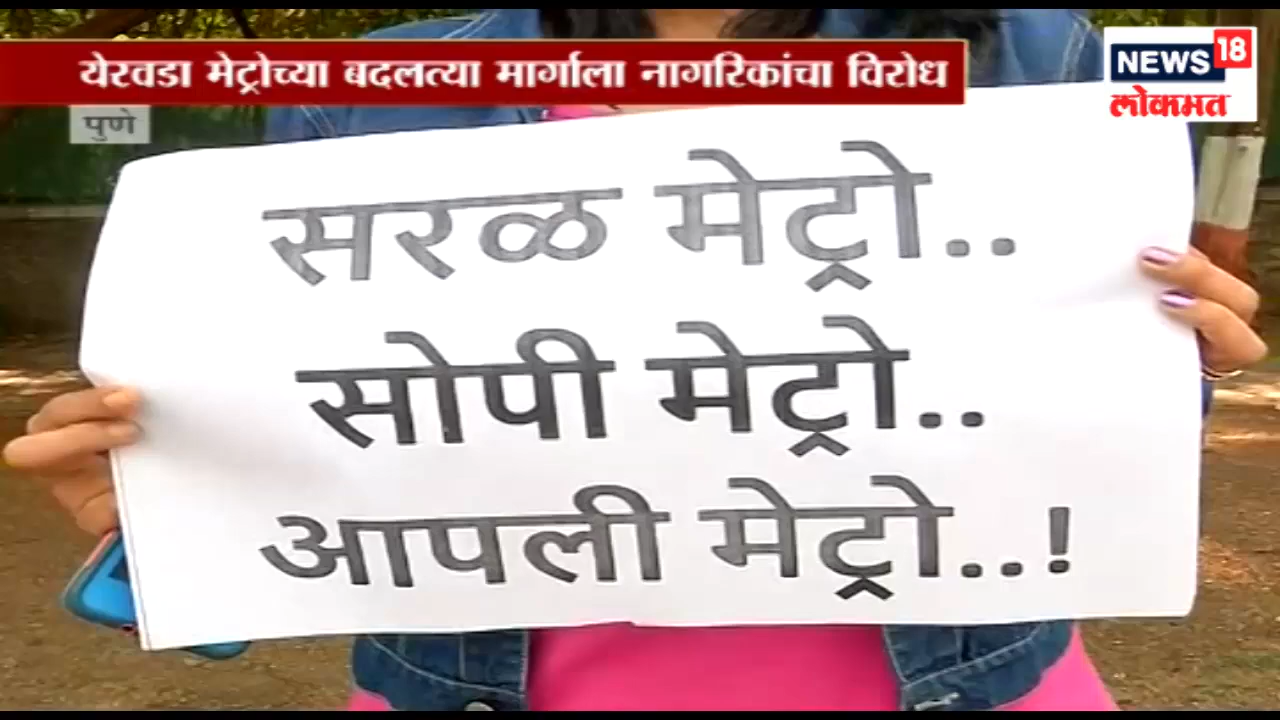 येरवडा मेट्रोच्या बदलत्या मार्गाला नागरिकांचा विरोध
NEWS18
लोकमत
पुणे
सरळ मेट्रो..
सोपी मेट्रो..
आपली मेट्रो..!